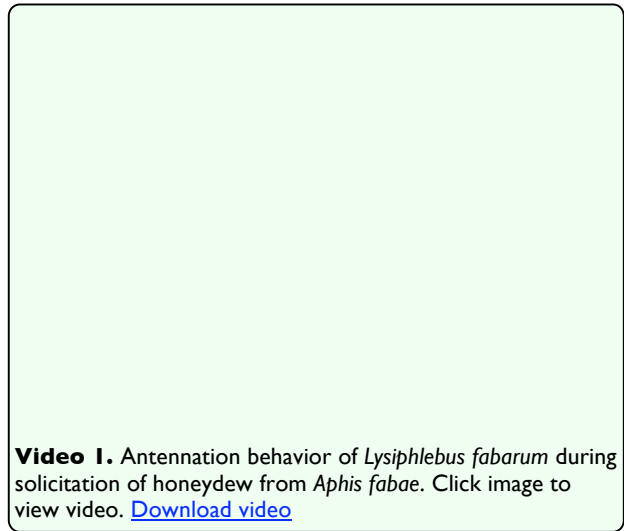 Video 1. Antennation behavior of Lysiphlebus fabarum during
solicitation of honeydew from Aphis fabae. Click image to
view video. Download video